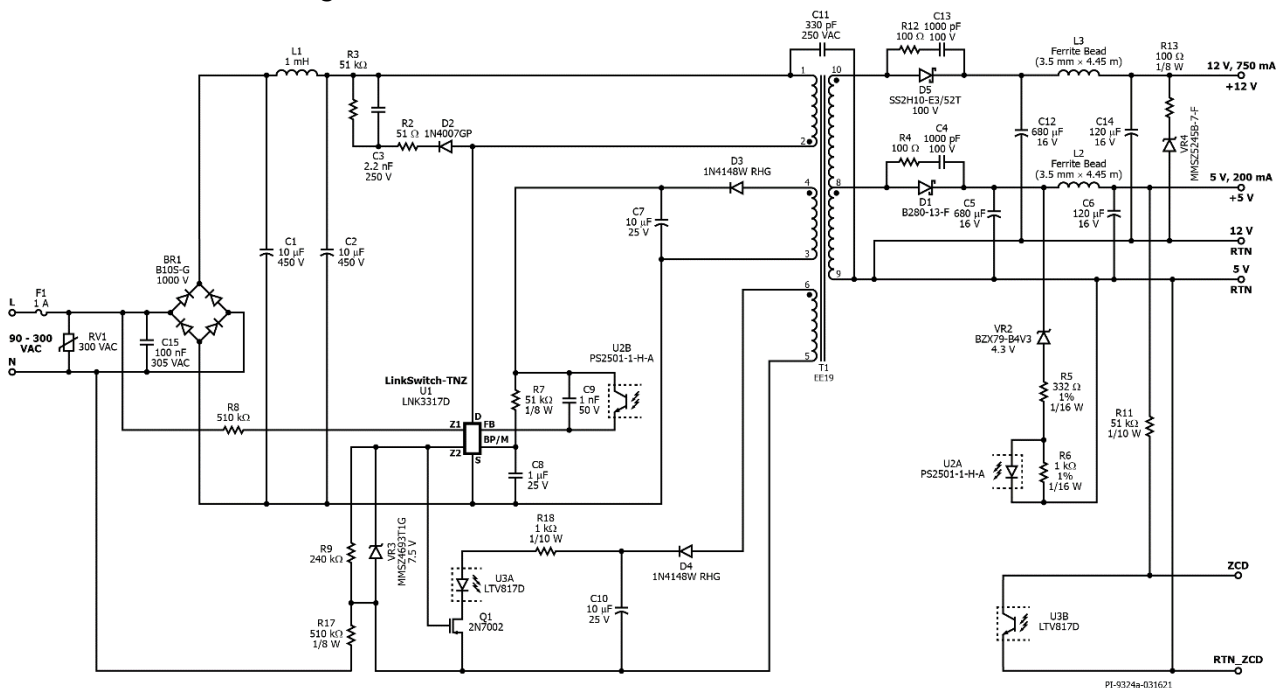 C11
330 pF
250 VAC
R12
100 Ω
C13
1000 pF
100 V
L1
1 mH
R3
51 kΩ
L3
Ferrite Bead
(3.5 mm × 4.45 m)
R13
100 Ω
1/8 W
12 V, 750 mA
+12 V
1
10
D5
SS2H10-E3/52T
100 V
R2
51 Ω
D2
1N4007GP
C3
2.2 nF
250 V
2
R4
100 Ω
C4
1000 pF
100 V
C12
680 µF
16 V
C14
120 µF
16 V
VR4
MMSZ5245B-7-F
L2
Ferrite Bead
(3.5 mm × 4.45 m)
D3
1N4148W RHG
4
8
D1
B280-13-F
5 V, 200 mA
+5 V
C7
10 µF
25 V
C5
680 µF
16 V
C6
120 µF
16 V
C1
10 µF
450 V
C2
10 µF
450 V
12 V
RTN
3
9
5 V
RTN
BR1
B10S-G
1000 V
F1
1 A
L
90 - 300
VAC
N
RV1
300 VAC
C15
100 nF
305 VAC
6
5
T1
EE19
VR2
BZX79-B4V3
4.3 V
U2B
PS2501-1-H-A
LinkSwitch-TNZ
U1
LNK3317D
R7
51 kΩ
1/8 W
C9
1 nF
50 V
R5
332 Ω
1%
1/16 W
R8
510 kΩ
D
Z1
FB
BP/M
Z2
S
R11
51 kΩ
1/10 W
C8
1 µF
25 V
U2A
PS2501-1-H-A
R6
1 kΩ
1%
1/16 W
R18
1 kΩ
1/10 W
R9
240 kΩ
VR3
MMSZ4693T1G
7.5 V
D4
1N4148W RHG
U3A
LTV817D
ZCD
C10
10 µF
25 V
Q1
2N7002
R17
510 kΩ
1/8 W
U3B
LTV817D
RTN_ZCD
PI-9324a-031621